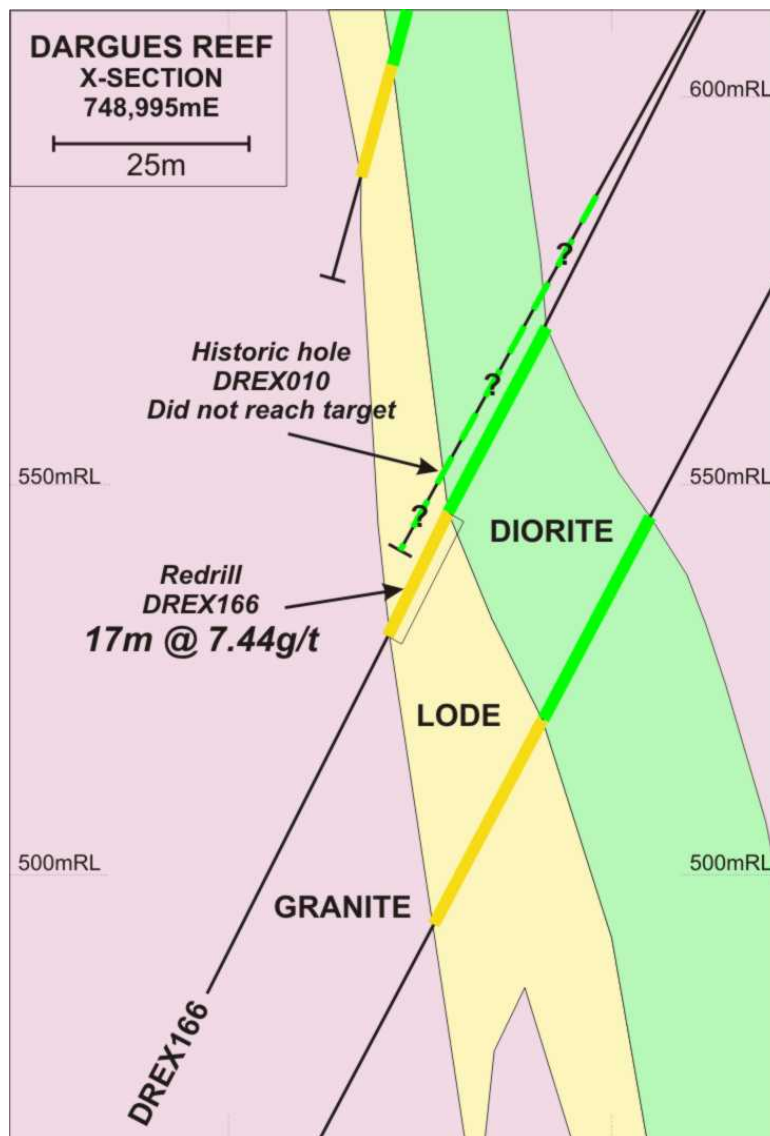 DARGUES REEF
X-SECTION
748,995mE
25m
600mRL
?
Historic hole
DREX010
Did not reach target
?
550mRL
550mRL
?
DIORITE
Redrill
DREX166
17m @ 7.44g/t
LODE
500mRL
500mRL
GRANITE
DREX166